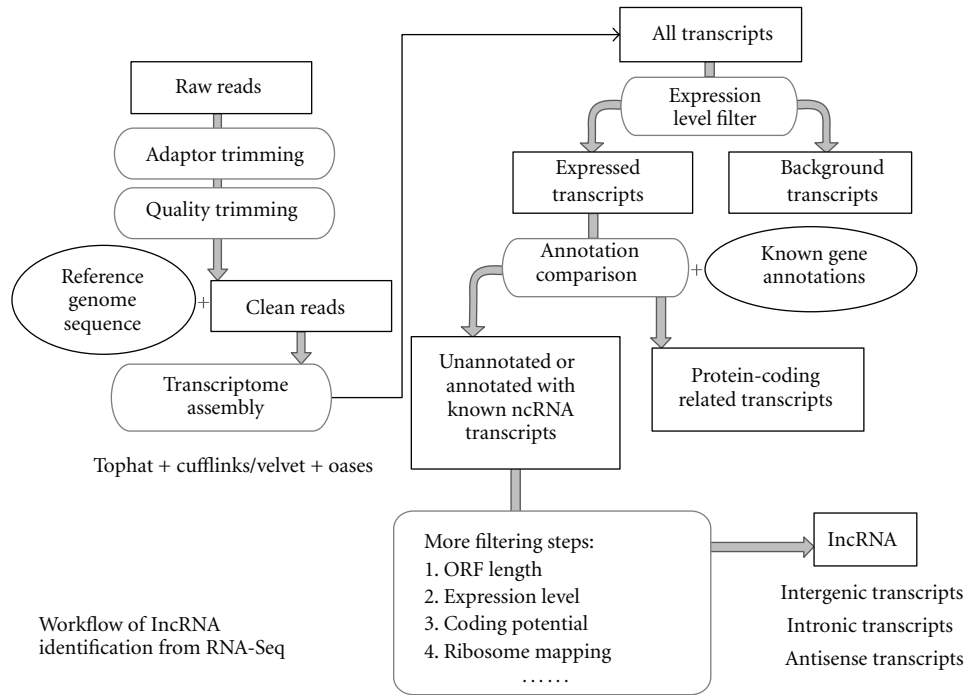 Raw reads
Adaptor trimming
Quality trimming
Reference
genome
sequence
+
Clean reads
Transcriptome
assembly
Tophat + cufflinks/velvet + oases
All transcripts
Expression
level filter
Expressed
transcripts
Background
transcripts
Annotation
comparison
+
Known gene
annotations
Unannotated or
annotated with
known ncRNA
transcripts
Protein-coding
related transcripts
More filtering steps:
1. ORF length
2. Expression level
3. Coding potential
4. Ribosome mapping
......
IncRNA
Intergenic transcripts
Intronic transcripts
Antisense transcripts
Workflow of IncRNA
identification from RNA-Seq